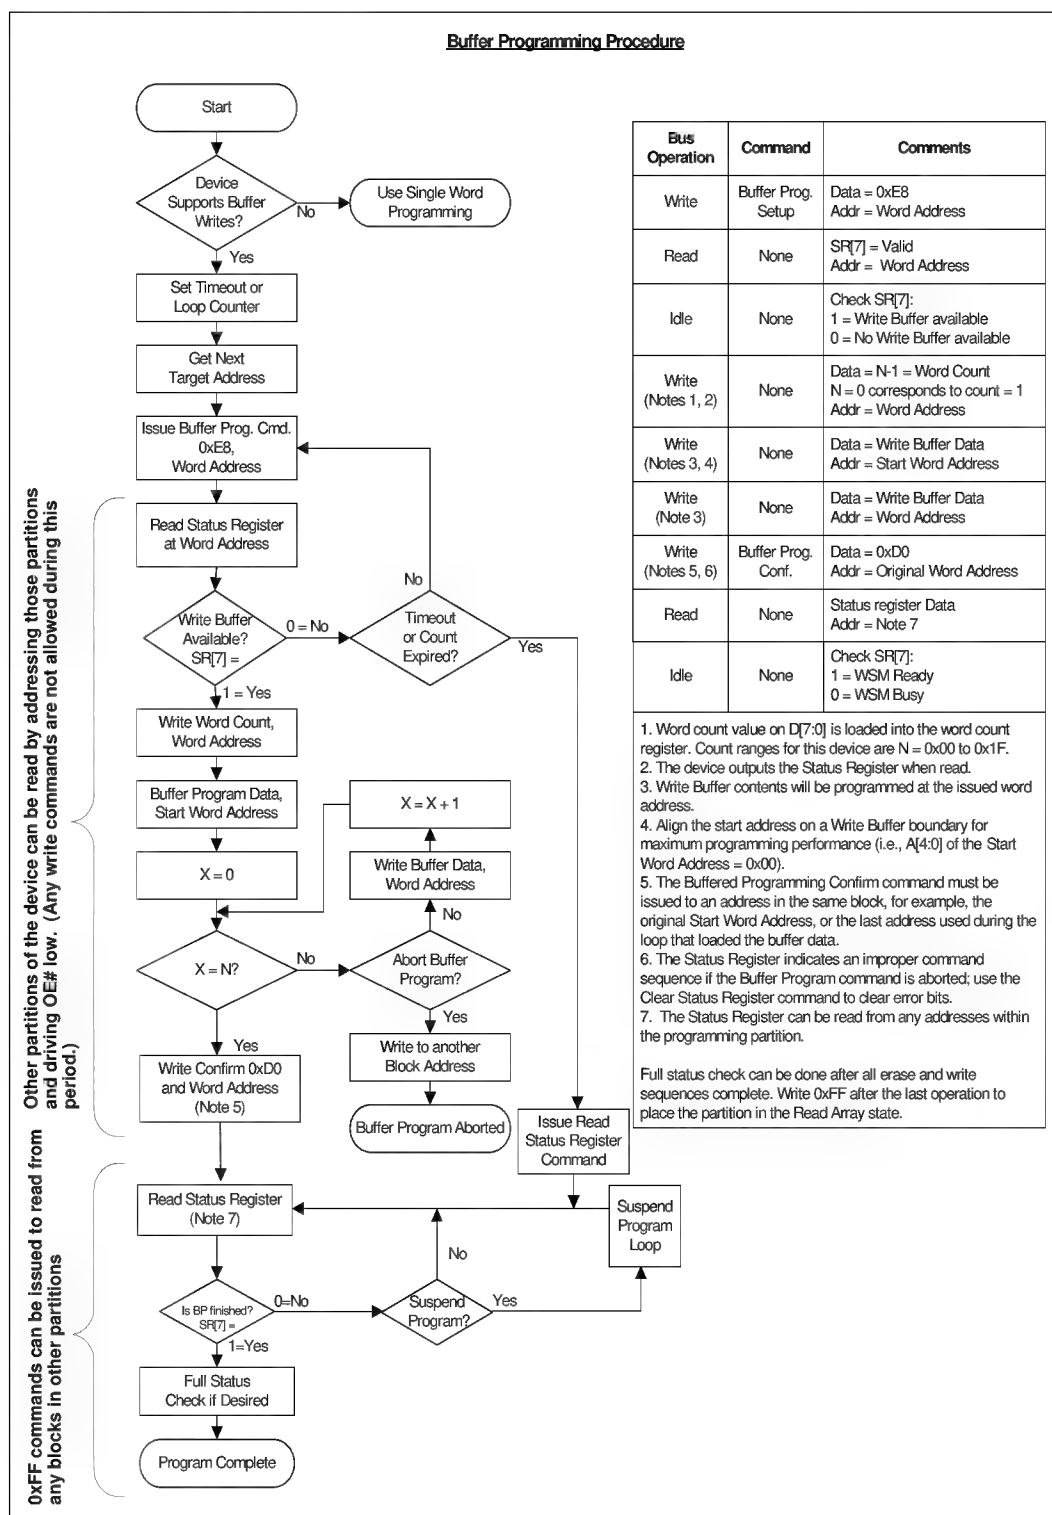 Buffer Programming Procedure
Start
Device
Supports Buffer
Writes?
No
Use Single Word
Programming
Yes
Set Timeout or
Loop Counter
Get Next
Target Address
Issue Buffer Prog. Cmd.
0xE8,
Word Address
Read Status Register
at Word Address
No
Write Buffer
Available?
SR[7] =
0 = No
Timeout
or Count
Expired?
Yes
1 = Yes
Write Word Count,
Word Address
Buffer Program Data,
Start Word Address
X = X + 1
X = 0
Write Buffer Data,
Word Address
No
X = N?
No
Abort Buffer
Program?
Yes
Yes
Write Confirm 0xD0
and Word Address
(Note 5)
Write to another
Block Address
Buffer Program Aborted
Issue Read
Status Register
Command
Read Status Register
(Note 7)
Suspend
Program
Loop
No
Is BP finished?
SR[7] =
0=No
Suspend
Program?
Yes
1=Yes
Full Status
Check if Desired
Program Complete
Other partitions of the device can be read by addressing those partitions
and driving OE# low. (Any write commands are not allowed during this
period.)
0xFF commands can be issued to read from
any blocks in other partitions
Bus
Operation
Command
Comments
Write
Buffer Prog.
Setup
Data = 0xE8
Addr = Word Address
Read
None
SR[7] = Valid
Addr = Word Address
Idle
None
Check SR[7]:
1 = Write Buffer available
0 = No Write Buffer available
Write
(Notes 1, 2)
None
Data = N-1 = Word Count
N = 0 corresponds to count = 1
Addr = Word Address
Write
(Notes 3, 4)
None
Data = Write Buffer Data
Addr = Start Word Address
Write
(Note 3)
None
Data = Write Buffer Data
Addr = Word Address
Write
(Notes 5, 6)
Buffer Prog.
Conf.
Data = 0xD0
Addr = Original Word Address
Read
None
Status register Data
Addr = Note 7
Idle
None
Check SR[7]:
1 = WSM Ready
0 = WSM Busy
1. Word count value on D[7:0] is loaded into the word count
register. Count ranges for this device are N = 0x00 to 0x1F.
2. The device outputs the Status Register when read.
3. Write Buffer contents will be programmed at the issued word
address.
4. Align the start address on a Write Buffer boundary for
maximum programming performance (i.e., A[4:0] of the Start
Word Address = 0x00).
5. The Buffered Programming Confirm command must be
issued to an address in the same block, for example, the
original Start Word Address, or the last address used during the
loop that loaded the buffer data.
6. The Status Register indicates an improper command
sequence if the Buffer Program command is aborted; use the
Clear Status Register command to clear error bits.
7. The Status Register can be read from any addresses within
the programming partition.
Full status check can be done after all erase and write
sequences complete. Write 0xFF after the last operation to
place the partition in the Read Array state.